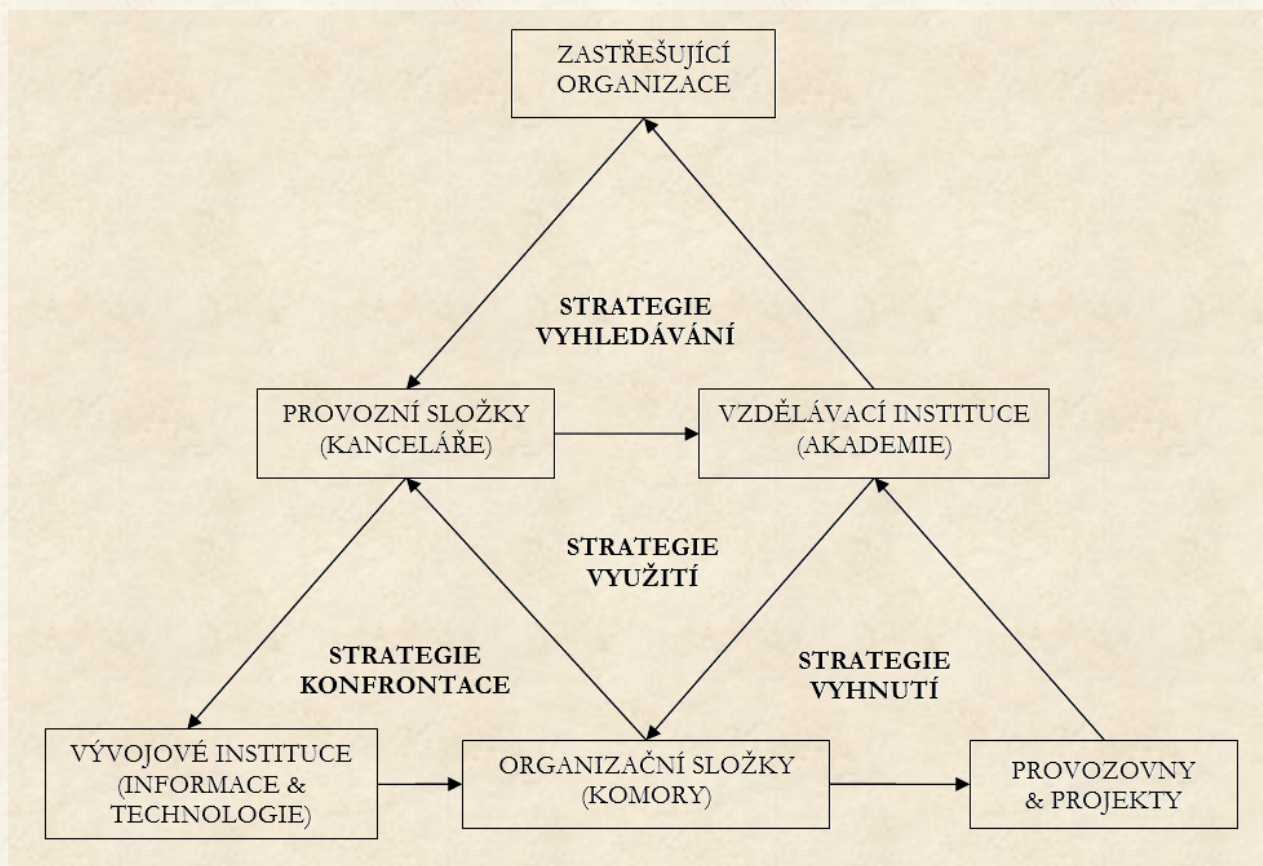 ZASTŘEŠUJÍCÍ
ORGANIZACE
STRATEGIE
VYHLEDÁVÁNÍ
PROVOZNÍ SLOŽKY
(KANCELÁŘE)
VZDĚLÁVACÍ INSTITUCE
(AKADEMIE)
STRATEGIE
VYUŽITÍ
STRATEGIE
KONFRONTACE
STRATEGIE
VYHNUTÍ
VÝVOJOVÉ INSTITUCE
(INFORMACE &
TECHNOLOGIE)
ORGANIZAČNÍ SLOŽKY
(KOMORY)
PROVOZOVNY
& PROJEKTY